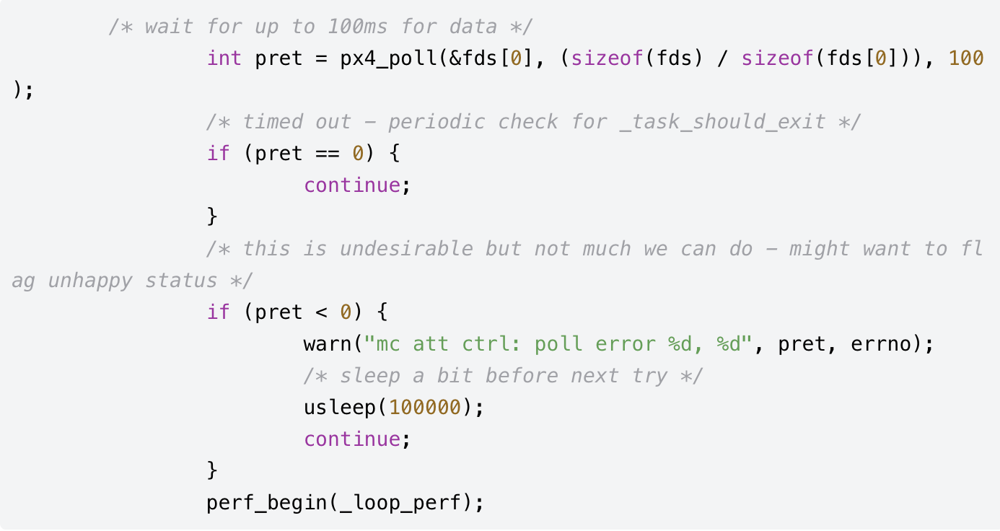 /* wait for up to 100ms for data */
int pret = px4_poll(&fds[0], (sizeof(fds) / sizeof(fds[0])), 100
);
/* timed out – periodic check for _task_should_exit */
if (pret == 0) {
continue;
}
/* this is undesirable but not much we can do – might want to fl
ag unhappy status */
if (pret < 0) {
warn("mc att ctrl: poll error %d, %d", pret, errno);
/* sleep a bit before next try */
usleep(100000);
continue;
}
perf_begin(_loop_perf);